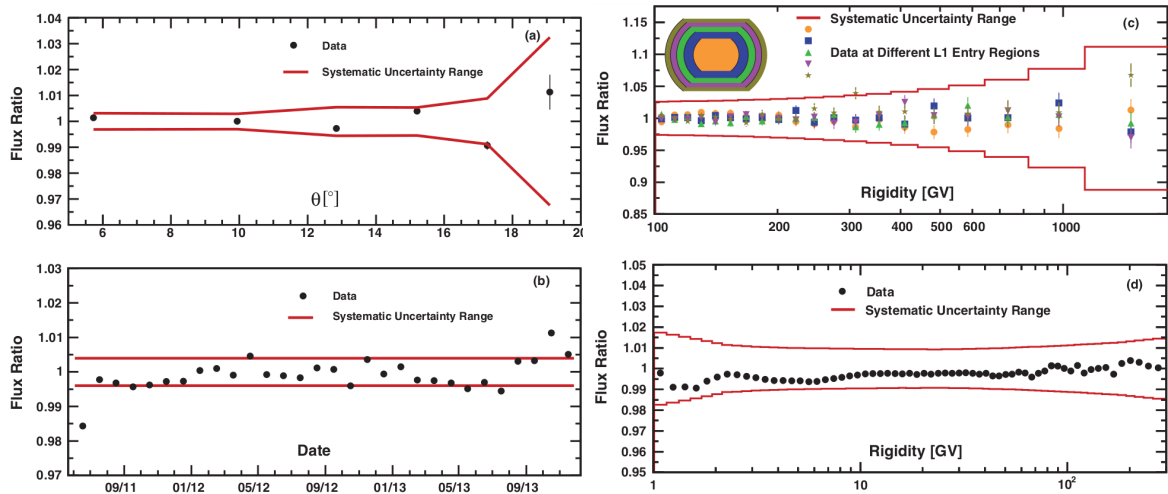 1.04
(a)
1.03
Data
1.02
Systematic Uncertainty Range
1.01
1
0.99
0.98
0.97
θ[°]
0.96
4 6 8 10 12 14 16 18 20
Flux Ratio
1.15
Systematic Uncertainty Range
(c)
1.1
Data at Different L1 Entry Regions
1.05
1
0.95
0.9
Rigidity [GV]
0.85
100 200 300 400 500 1000
Flux Ratio
1.03
(b)
Data
1.02
Systematic Uncertainty Range
1.01
1
0.99
0.98
Date
0.97
09/11 01/12 05/12 09/12 01/13 05/13 09/13
Flux Ratio
1.05
(d)
1.04
Data
1.03
Systematic Uncertainty Range
1.02
1.01
1
0.99
0.98
0.97
0.96
Rigidity [GV]
0.95
1 10 10²
Flux Ratio